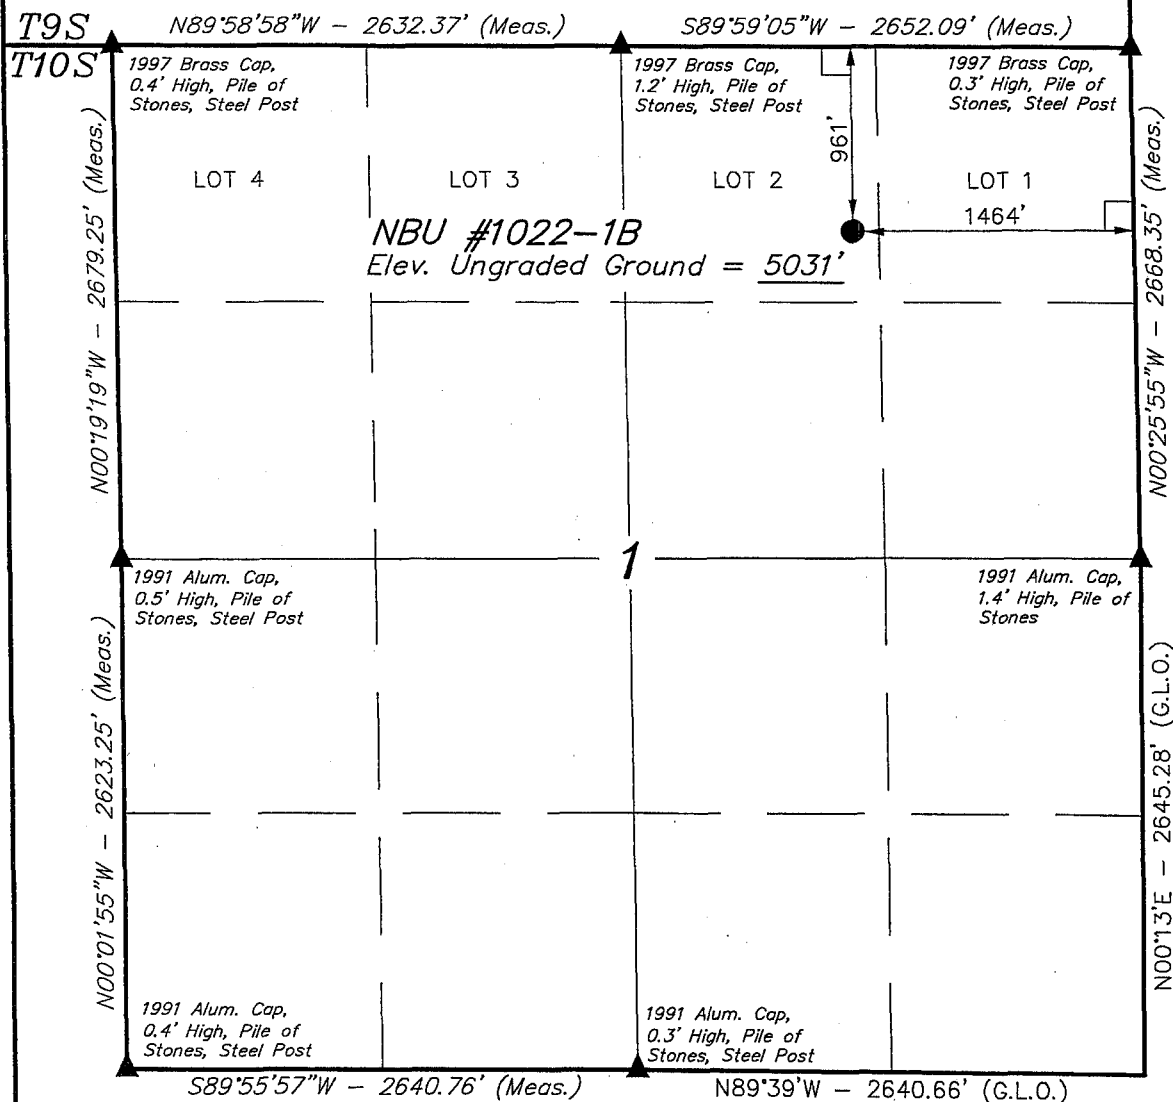 T9S
N89°58'58"W - 2632.37' (Meas.)
S89°59'05"W - 2652.09' (Meas.)
T10S
1997 Brass Cap,
0.4' High, Pile of
Stones, Steel Post
1997 Brass Cap,
1.2' High, Pile of
Stones, Steel Post
1997 Brass Cap,
0.3' High, Pile of
Stones, Steel Post
N00°19'19"W - 2679.25' (Meas.)
961'
N00°25'55"W - 2668.35' (Meas.)
LOT 4
LOT 3
LOT 2
LOT 1
1464'
NBU #1022-1B
Elev. Ungraded Ground = 5031'
1
1991 Alum. Cap,
0.5' High, Pile of
Stones, Steel Post
1991 Alum. Cap,
1.4' High, Pile of
Stones
N00°01'55"W - 2623.25' (Meas.)
N00°13'E - 2645.28' (G.L.O.)
1991 Alum. Cap,
0.4' High, Pile of
Stones, Steel Post
1991 Alum. Cap,
0.3' High, Pile of
Stones, Steel Post
S89°55'57"W - 2640.76' (Meas.)
N89°39'W - 2640.66' (G.L.O.)